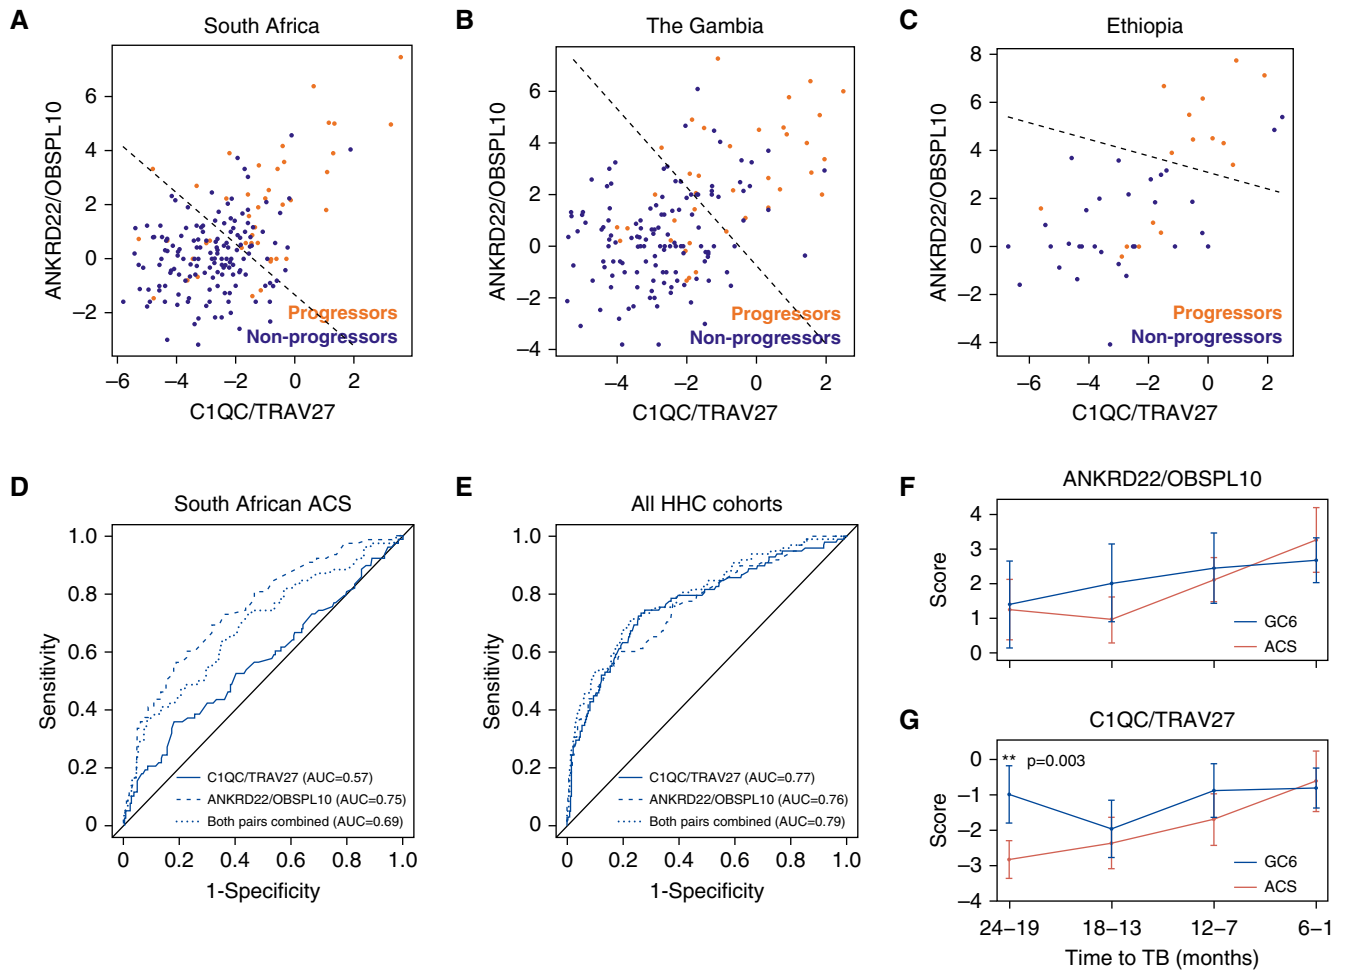 A
South Africa
ANKRD22/OBSPL10
6
4
2
0
–2
Progressors
Non-progressors
–6 –4 –2 0 2
C1QC/TRAV27
B
The Gambia
ANKRD22/OBSPL10
6
4
2
0
–2
–4
Progressors
Non-progressors
–4 –2 0 2
C1QC/TRAV27
C
Ethiopia
ANKRD22/OBSPL10
8
6
4
2
0
–2
–4
Progressors
Non-progressors
–6 –4 –2 0 2
C1QC/TRAV27
D
South African ACS
Sensitivity
1.0
0.8
0.6
0.4
0.2
0
C1QC/TRAV27 (AUC=0.57)
ANKRD22/OBSPL10 (AUC=0.75)
Both pairs combined (AUC=0.69)
0 0.2 0.4 0.6 0.8 1.0
1-Specificity
E
All HHC cohorts
Sensitivity
1.0
0.8
0.6
0.4
0.2
0
C1QC/TRAV27 (AUC=0.77)
ANKRD22/OBSPL10 (AUC=0.76)
Both pairs combined (AUC=0.79)
0 0.2 0.4 0.6 0.8 1.0
1-Specificity
F
ANKRD22/OBSPL10
Score
4
3
2
1
0
GC6
ACS
G
C1QC/TRAV27
Score
0
–1
–2
–3
–4
** p=0.003
GC6
ACS
24–19 18–13 12–7 6–1
Time to TB (months)